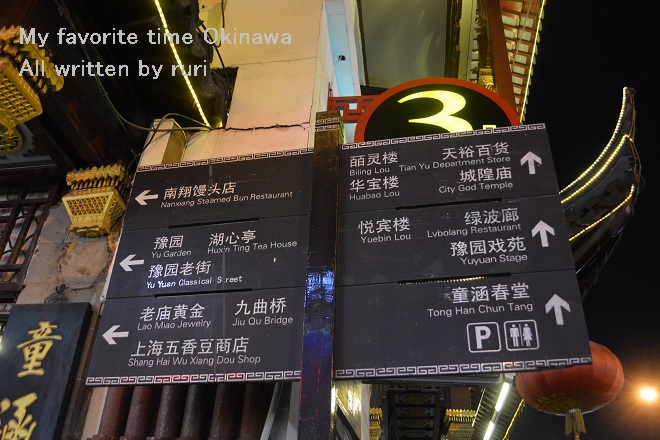 My favorite time Okinawa
All written by ruri
3
南翔馒头店
Nanxiang Steamed Bun Restaurant
豫园 湖心亭
Yu Garden Huxin Ting Tea House
豫园老街
Yu Yuan Classical Street
老庙黄金 九曲桥
Lao Miao Jewelry Jiu Qu Bridge
上海五香豆商店
Shang Hai Wu Xiang Dou Shop
皕灵楼 天裕百货
Biling Lou Tian Yu Department Store
华宝楼 城隍庙
Huabao Lou City God Temple
悦宾楼 绿波廊
Yuebin Lou Lvbolang Restaurant
豫园戏苑
Yuyuan Stage
童涵春堂
Tong Han Chun Tang
P
童
涵